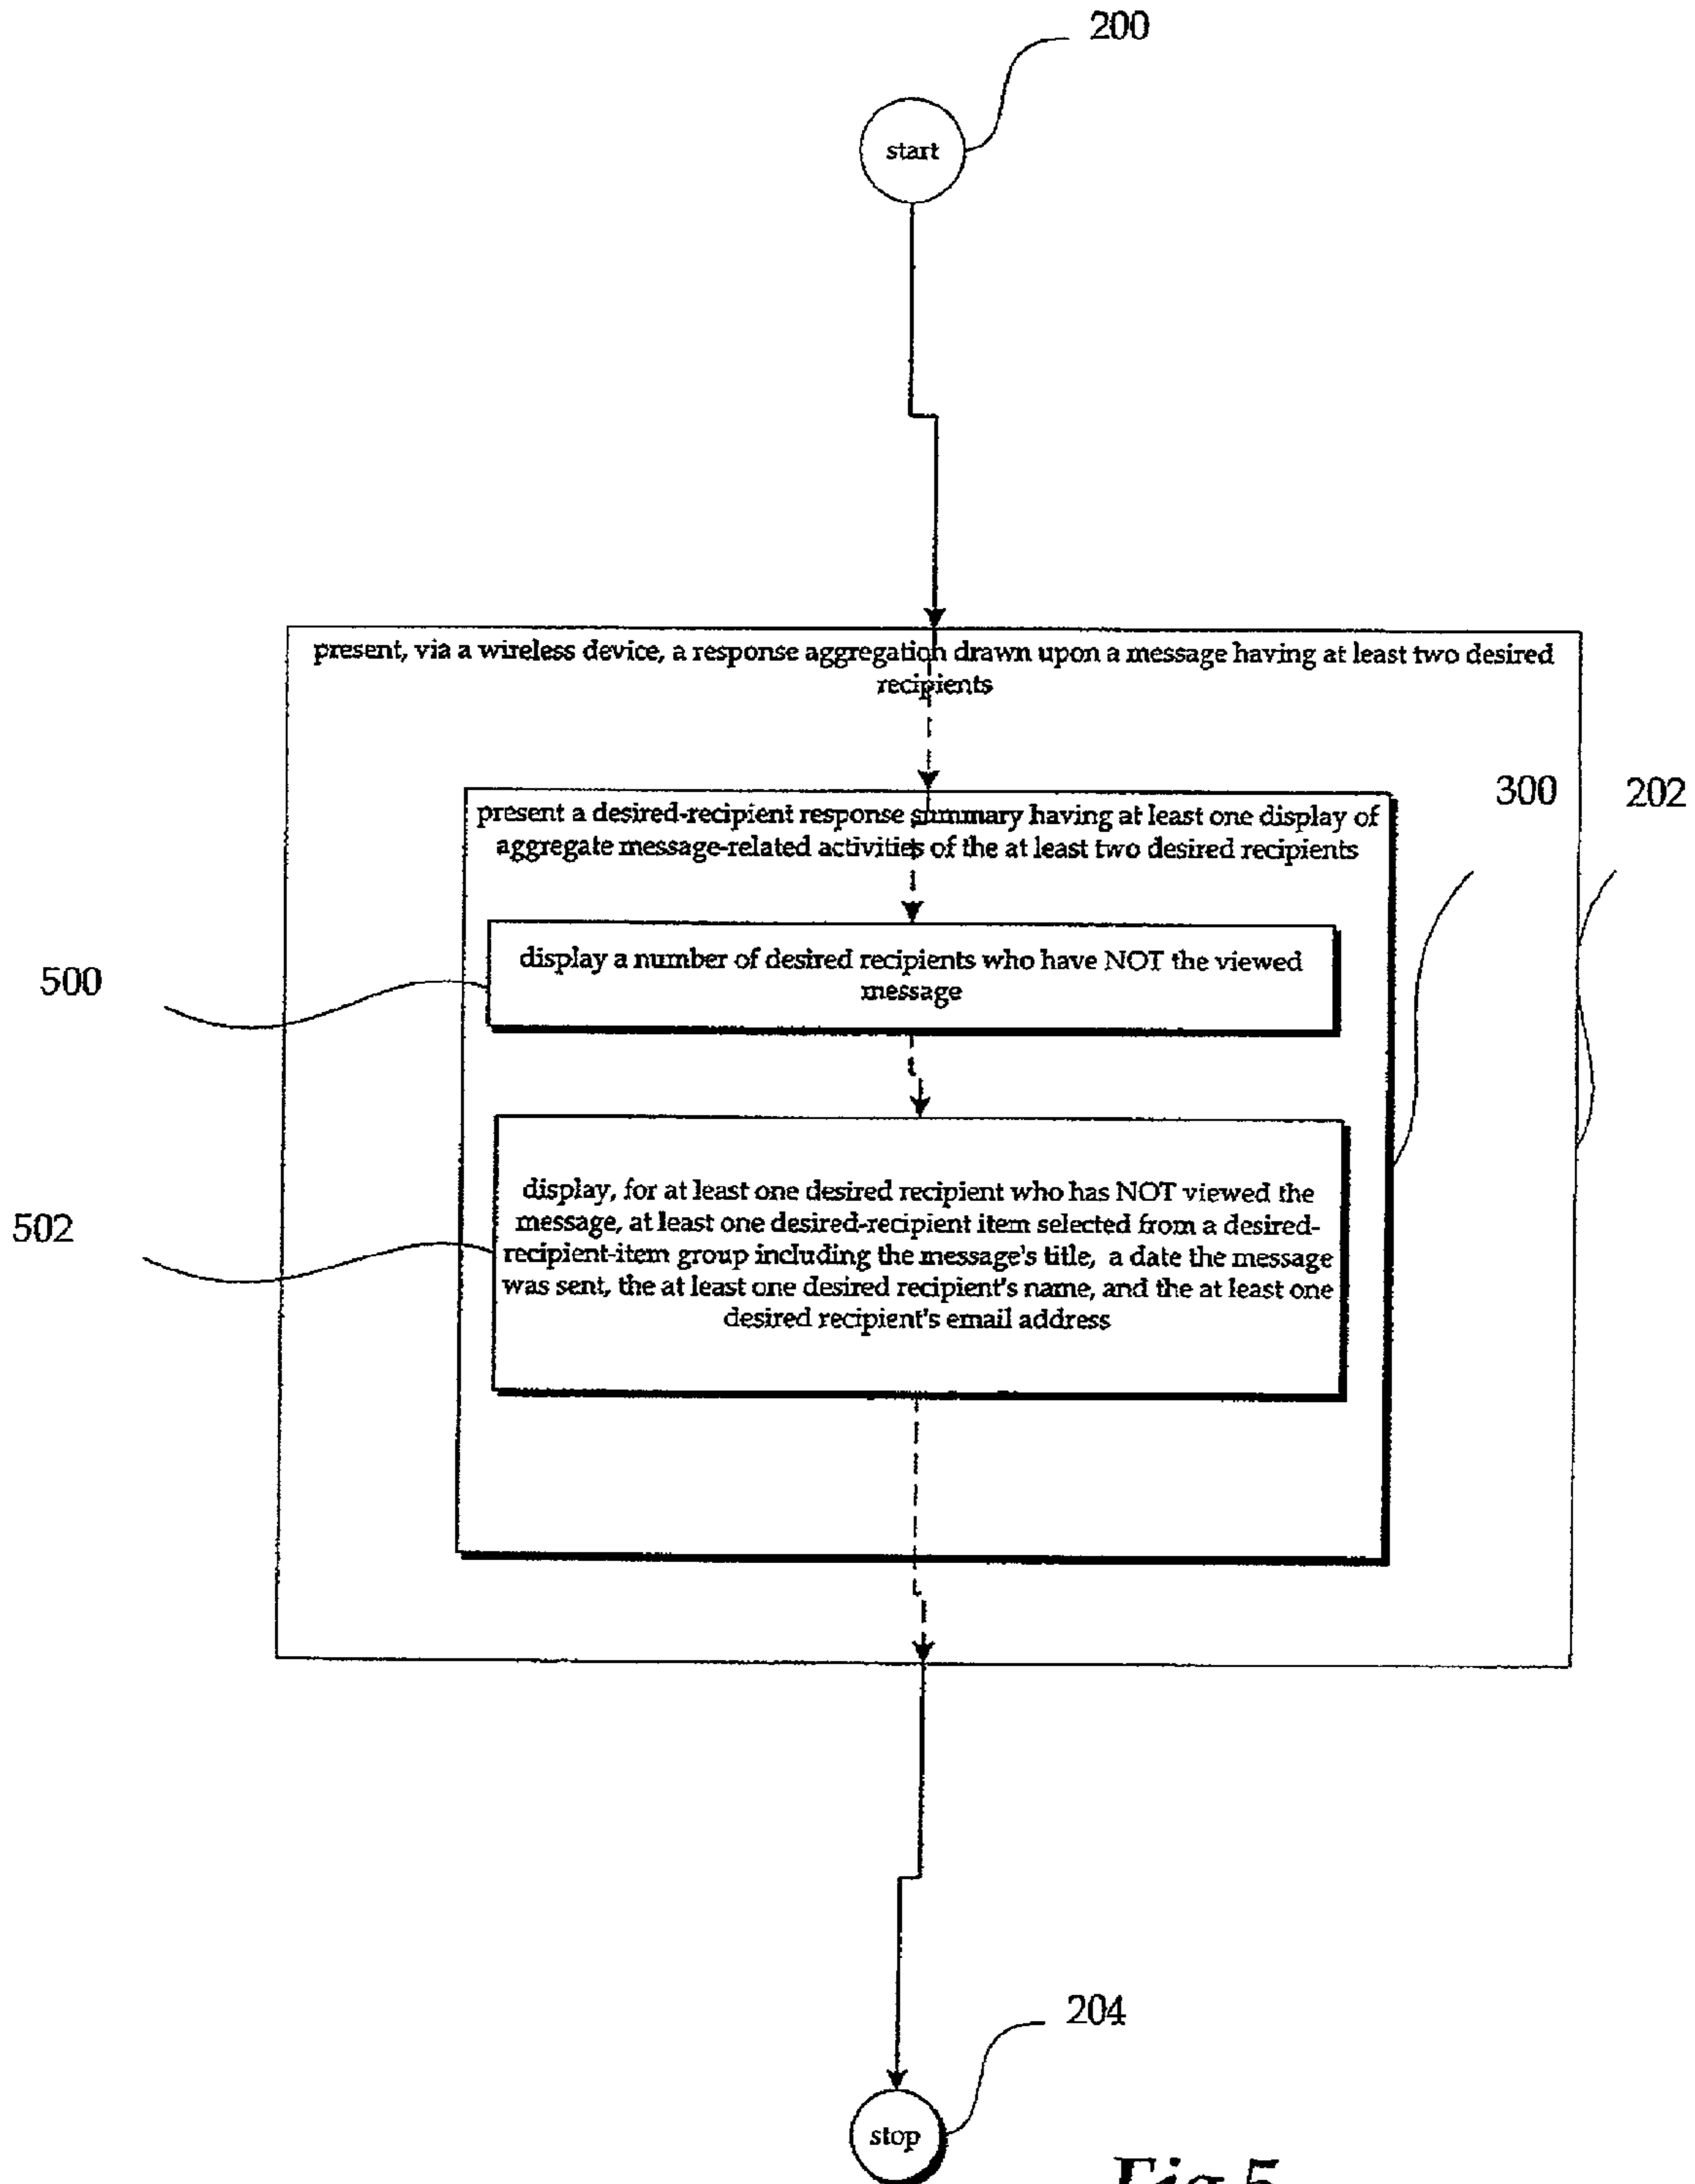 200
start
present, via a wireless device, a response aggregation drawn upon a message having at least two desired
recipients
300
202
present a desired-recipient response summary having at least one display of
aggregate message-related activities of the at least two desired recipients
500
display a number of desired recipients who have NOT the viewed
message
502
display, for at least one desired recipient who has NOT viewed the
message, at least one desired-recipient item selected from a desired-
recipient-item group including the message's title, a date the message
was sent, the at least one desired recipient's name, and the at least one
desired recipient's email address
204
stop
Fig 5